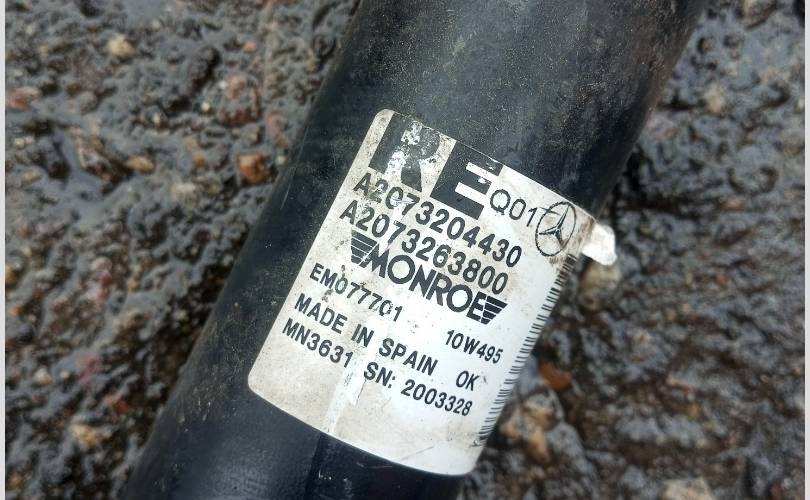 RE Q01
A2073204430
A2073263800
MONROE
EM077701 10W495
MADE IN SPAIN OK
MN3631 SN: 2003328